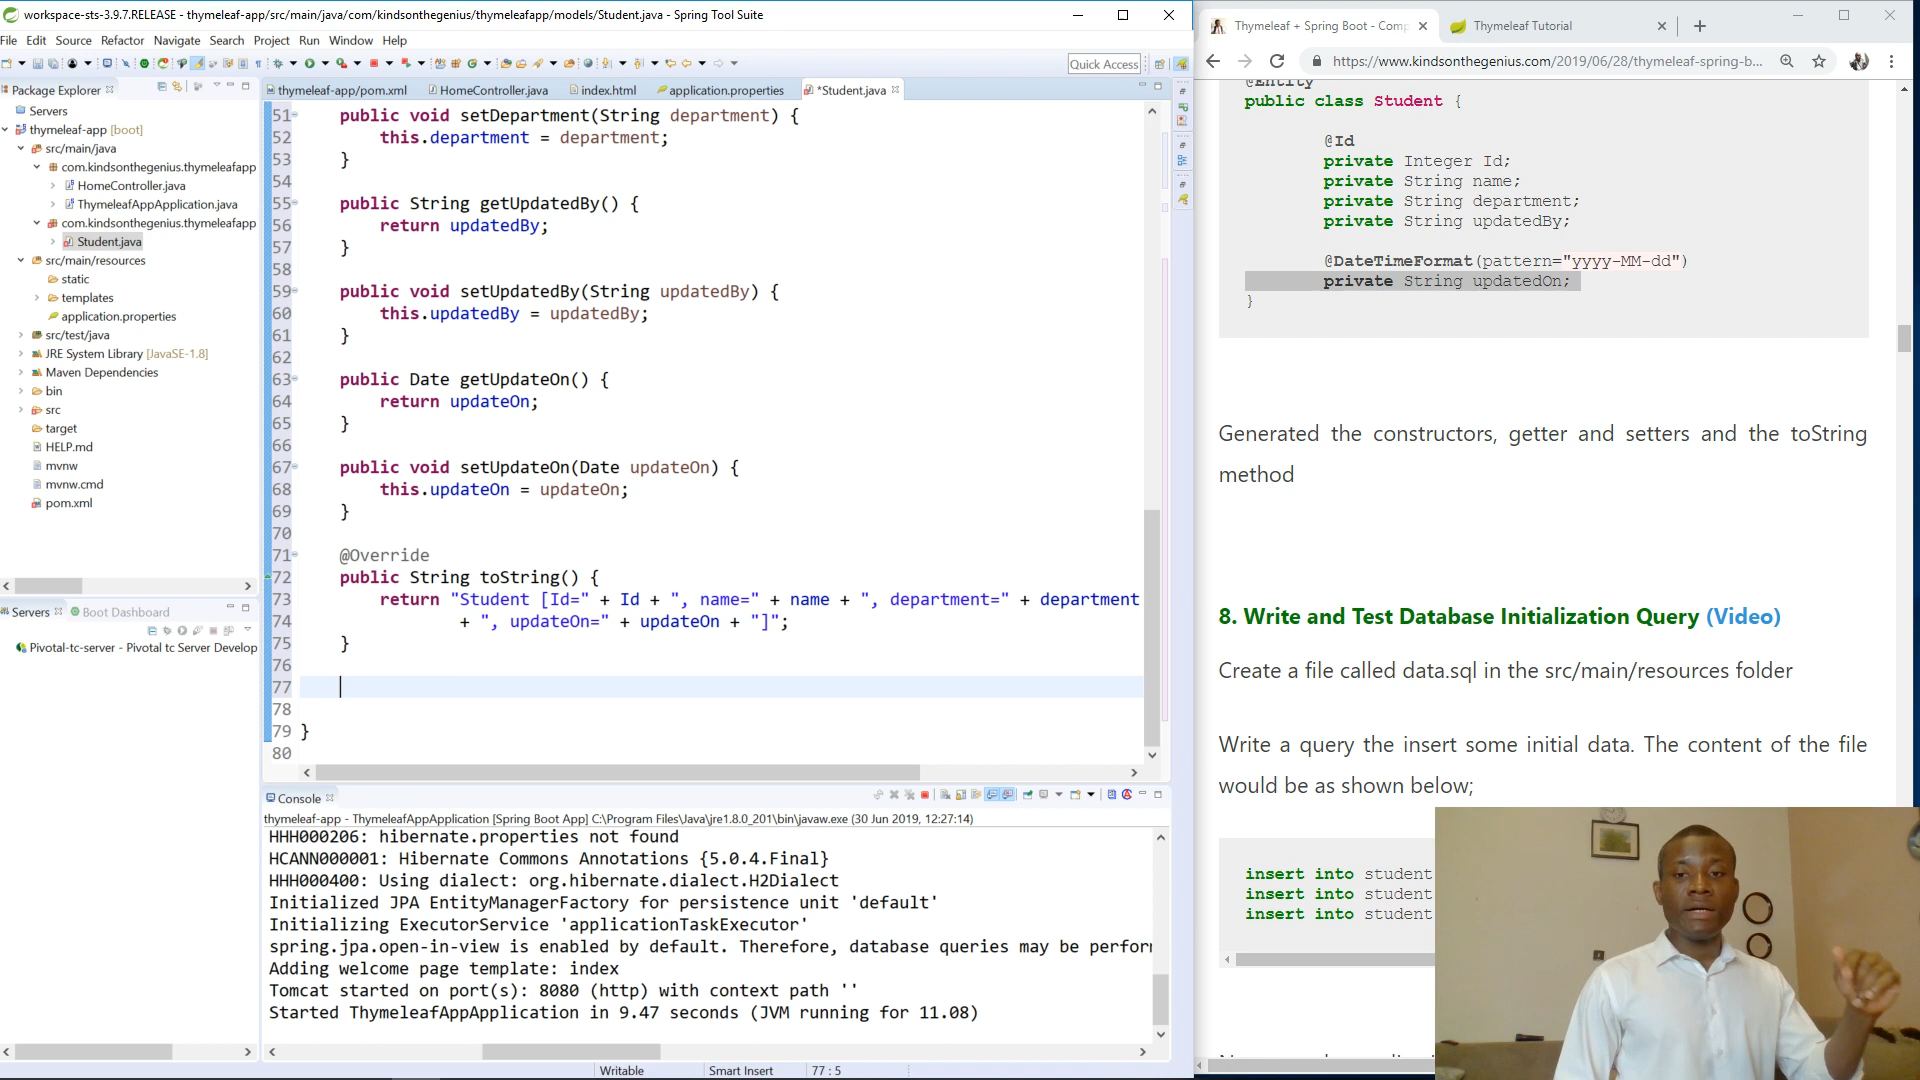 workspace-sts-3.9.7.RELEASE - thymeleaf-app/src/main/java/com/kindsonthegenius/thymeleafapp/models/Student.java - Spring Tool Suite
File Edit Source Refactor Navigate Search Project Run Window Help
Quick Access
Package Explorer
Servers
thymeleaf-app [boot]
src/main/java
com.kindsonthegenius.thymeleafapp
HomeController.java
ThymeleafAppApplication.java
com.kindsonthegenius.thymeleafapp
Student.java
src/main/resources
static
templates
application.properties
src/test/java
JRE System Library [JavaSE-1.8]
Maven Dependencies
bin
src
target
HELP.md
mvnw
mvnw.cmd
pom.xml
Servers Boot Dashboard
Pivotal-tc-server - Pivotal tc Server Develop
thymeleaf-app/pom.xml HomeController.java index.html application.properties *Student.java
51 public void setDepartment(String department) {
52 this.department = department;
53 }
54
55 public String getUpdatedBy() {
56 return updatedBy;
57 }
58
59 public void setUpdatedBy(String updatedBy) {
60 this.updatedBy = updatedBy;
61 }
62
63 public Date getUpdateOn() {
64 return updateOn;
65 }
66
67 public void setUpdateOn(Date updateOn) {
68 this.updateOn = updateOn;
69 }
70
71 @Override
72 public String toString() {
73 return "Student [Id=" + Id + ", name=" + name + ", department=" + department
74 + ", updateOn=" + updateOn + "]";
75 }
76
77
78
79 }
80
Console
thymeleaf-app - ThymeleafAppApplication [Spring Boot App] C:\Program Files\Java\jre1.8.0_201\bin\javaw.exe (30 Jun 2019, 12:27:14)
HHH000206: hibernate.properties not found
HCANN000001: Hibernate Commons Annotations {5.0.4.Final}
HHH000400: Using dialect: org.hibernate.dialect.H2Dialect
Initialized JPA EntityManagerFactory for persistence unit 'default'
Initializing ExecutorService 'applicationTaskExecutor'
spring.jpa.open-in-view is enabled by default. Therefore, database queries may be perfor
Adding welcome page template: index
Tomcat started on port(s): 8080 (http) with context path ''
Started ThymeleafAppApplication in 9.47 seconds (JVM running for 11.08)
Writable Smart Insert 77 : 5
Thymeleaf + Spring Boot - Comp Thymeleaf Tutorial
https://www.kindsonthegenius.com/2019/06/28/thymeleaf-spring-b...
@Entity
public class Student {
@Id
private Integer Id;
private String name;
private String department;
private String updatedBy;
@DateTimeFormat(pattern="yyyy-MM-dd")
private String updatedOn;
}
Generated the constructors, getter and setters and the toString
method
8. Write and Test Database Initialization Query (Video)
Create a file called data.sql in the src/main/resources folder
Write a query the insert some initial data. The content of the file
would be as shown below;
insert into student
insert into student
insert into student